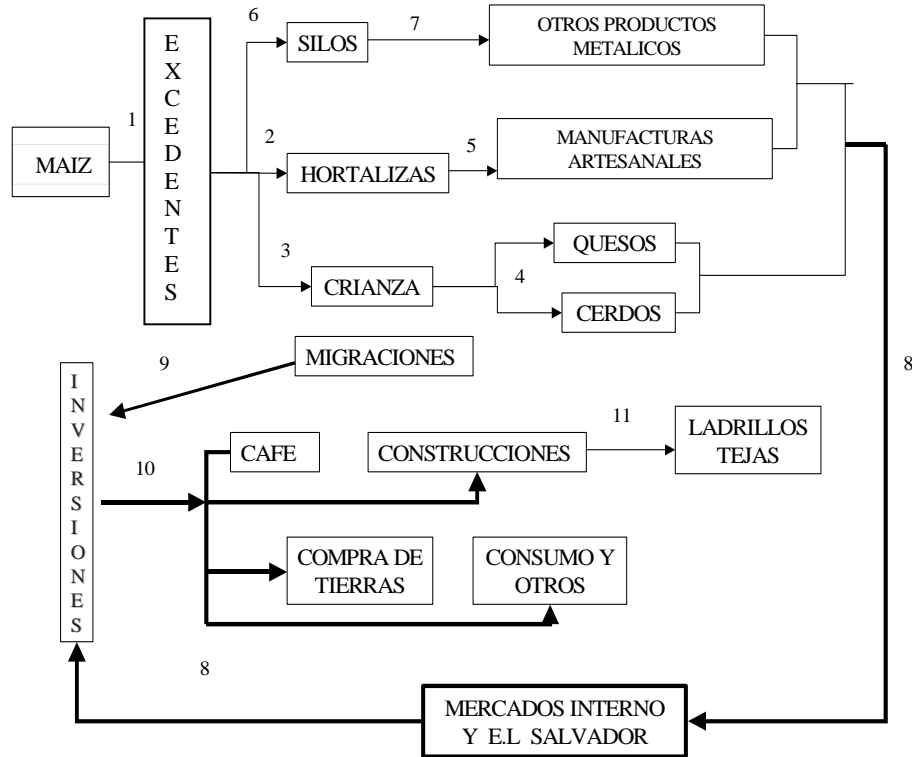 6
7
SILOS
OTROS PRODUCTOS
METALICOS
EXCEDENTES
1
MAIZ
2
HORTALIZAS
5
MANUFACTURAS
ARTESANALES
3
CRIANZA
4
QUESOS
CERDOS
8
9
MIGRACIONES
INVERSIONES
10
CAFE
CONSTRUCCIONES
11
LADRILLOS
TEJAS
COMPRA DE
TIERRAS
CONSUMO Y
OTROS
8
MERCADOS INTERNO
Y E.L SALVADOR